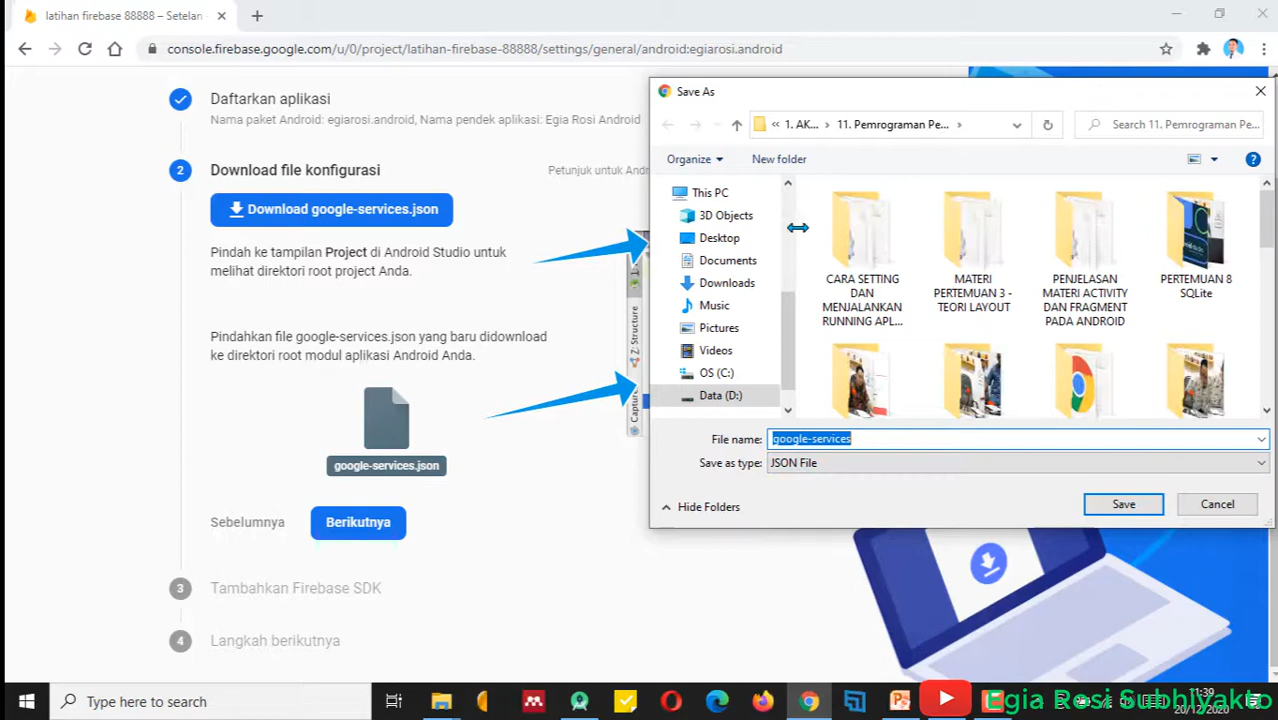 latihan firebase 88888 – Setelan
console.firebase.google.com/u/0/project/latihan-firebase-88888/settings/general/android:egiarosi.android
Daftarkan aplikasi
Nama paket Android: egiarosi.android, Nama pendek aplikasi: Egia Rosi Android
2
Download file konfigurasi
Petunjuk untuk Andr
Download google-services.json
Pindah ke tampilan Project di Android Studio untuk
melihat direktori root project Anda.
Pindahkan file google-services.json yang baru didownload
ke direktori root modul aplikasi Android Anda.
google-services.json
Sebelumnya
Berikutnya
3
Tambahkan Firebase SDK
4
Langkah berikutnya
Z: Structure
Capture
Save As
« 1. AK... › 11. Pemrograman Pe... ›
Search 11. Pemrograman Pe...
Organize
New folder
This PC
3D Objects
Desktop
Documents
Downloads
Music
Pictures
Videos
OS (C:)
Data (D:)
CARA SETTING
DAN
MENJALANKAN
RUNNING APL...
MATERI
PERTEMUAN 3 -
TEORI LAYOUT
PENJELASAN
MATERI ACTIVITY
DAN FRAGMENT
PADA ANDROID
PERTEMUAN 8
SQLite
File name: google-services
Save as type: JSON File
Hide Folders
Save
Cancel
Type here to search
Egia Rosi Subhiyakto
11:39
20/12/2020